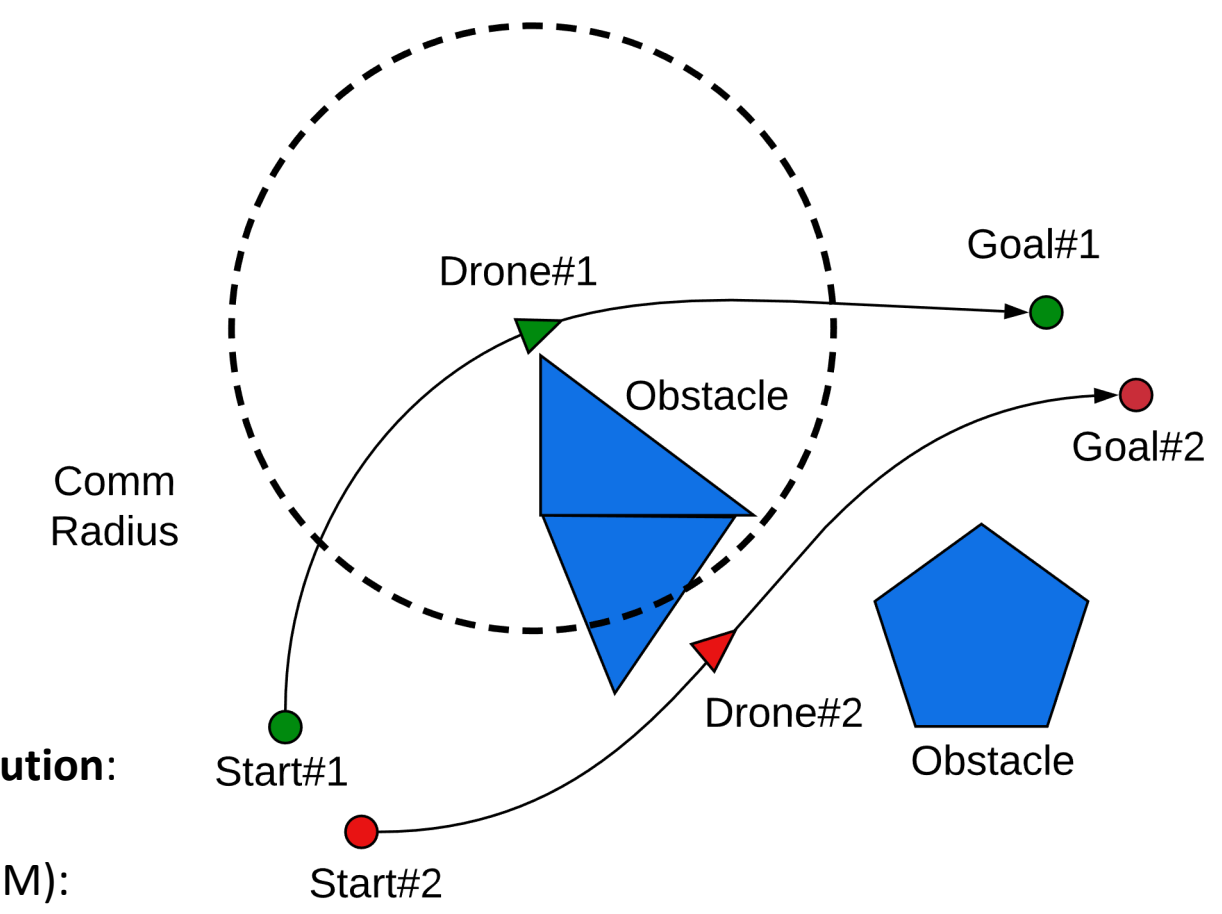 Goal#1
Drone#1
Obstacle
Goal#2
Comm
Radius
Drone#2
Obstacle
ution:
Start#1
M):
Start#2